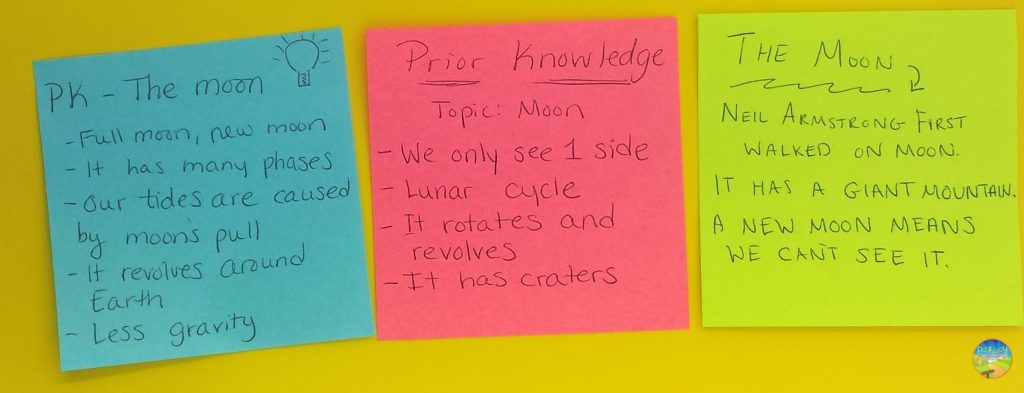 PK - The moon
- Full moon, new moon
- It has many phases
- Our tides are caused
by moon's pull
- It revolves around
Earth
- Less gravity
Prior Knowledge
Topic: Moon
- We only see 1 side
- Lunar cycle
- It rotates and
revolves
- It has craters
THE MOON
NEIL ARMSTRONG FIRST
WALKED ON MOON.
IT HAS A GIANT MOUNTAIN.
A NEW MOON MEANS
WE CAN'T SEE IT.